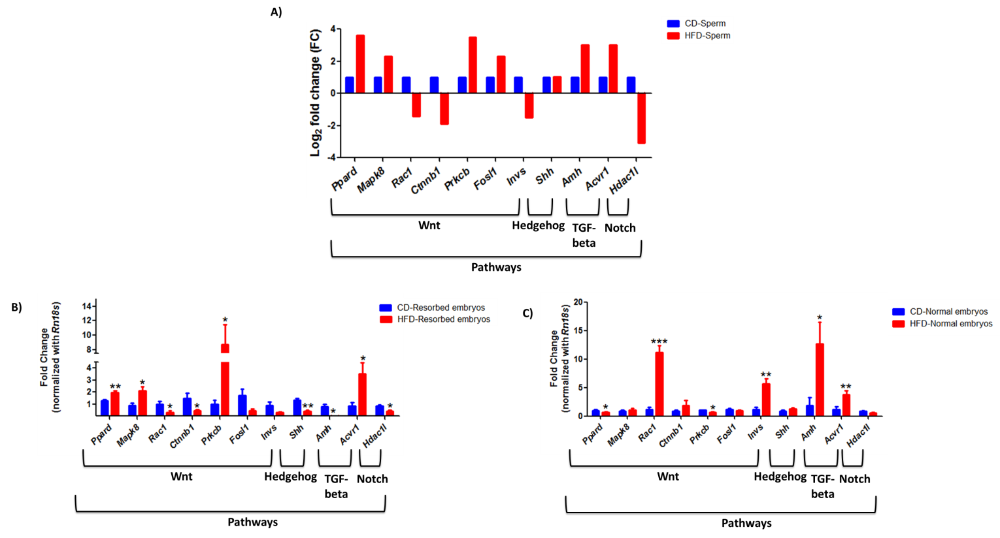 A)
CD-Sperm
HFD-Sperm
Log2 fold change (FC)
4
2
0
-2
-4
Ppard
Mapk8
Rac1
Ctnnb1
Prkcb
Fosl1
Invs
Shh
Amh
Acvr1
Hdac1l
Wnt
Hedgehog
TGF-
beta
Notch
Pathways
B)
CD-Resorbed embryos
HFD-Resorbed embryos
Fold Change
(normalized with Rn18s)
14
12
10
8
4
3
2
1
**
*
*
*
*
**
*
*
*
Ppard
Mapk8
Rac1
Ctnnb1
Prkcb
Fosl1
Invs
Shh
Amh
Acvr1
Hdac1l
Wnt
Hedgehog
TGF-
beta
Notch
Pathways
C)
CD-Normal embryos
HFD-Normal embryos
Fold Change
(normalized with Rn18s)
20
15
10
5
0
*
***
*
**
*
**
Ppard
Mapk8
Rac1
Ctnnb1
Prkcb
Fosl1
Invs
Shh
Amh
Acvr1
Hdac1l
Wnt
Hedgehog
TGF-
beta
Notch
Pathways